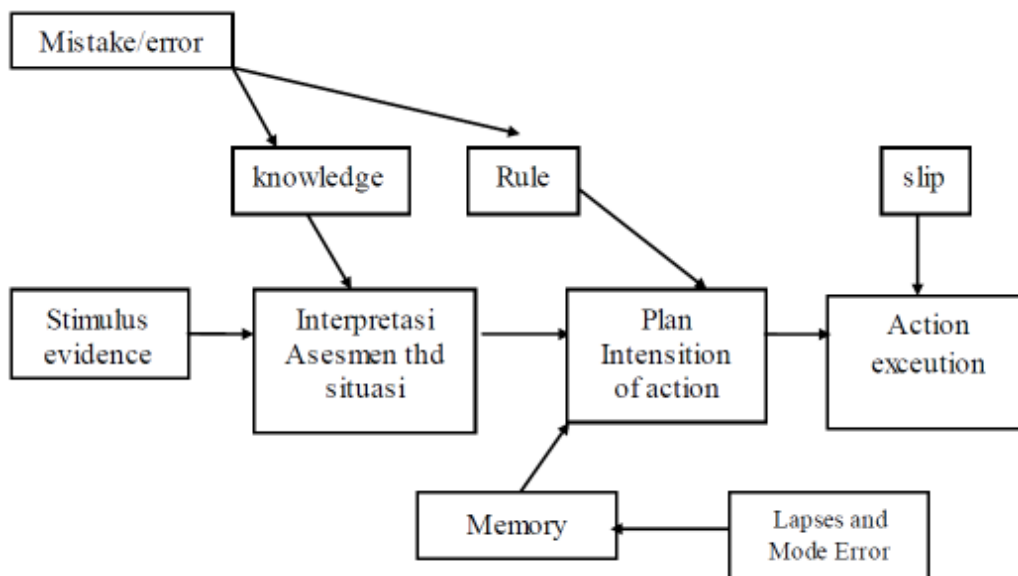 Mistake/error
knowledge
Rule
slip
Stimulus
evidence
Interpretasi
Asesmen thd
situasi
Plan
Intensition
of action
Action
exceution
Memory
Lapses and
Mode Error